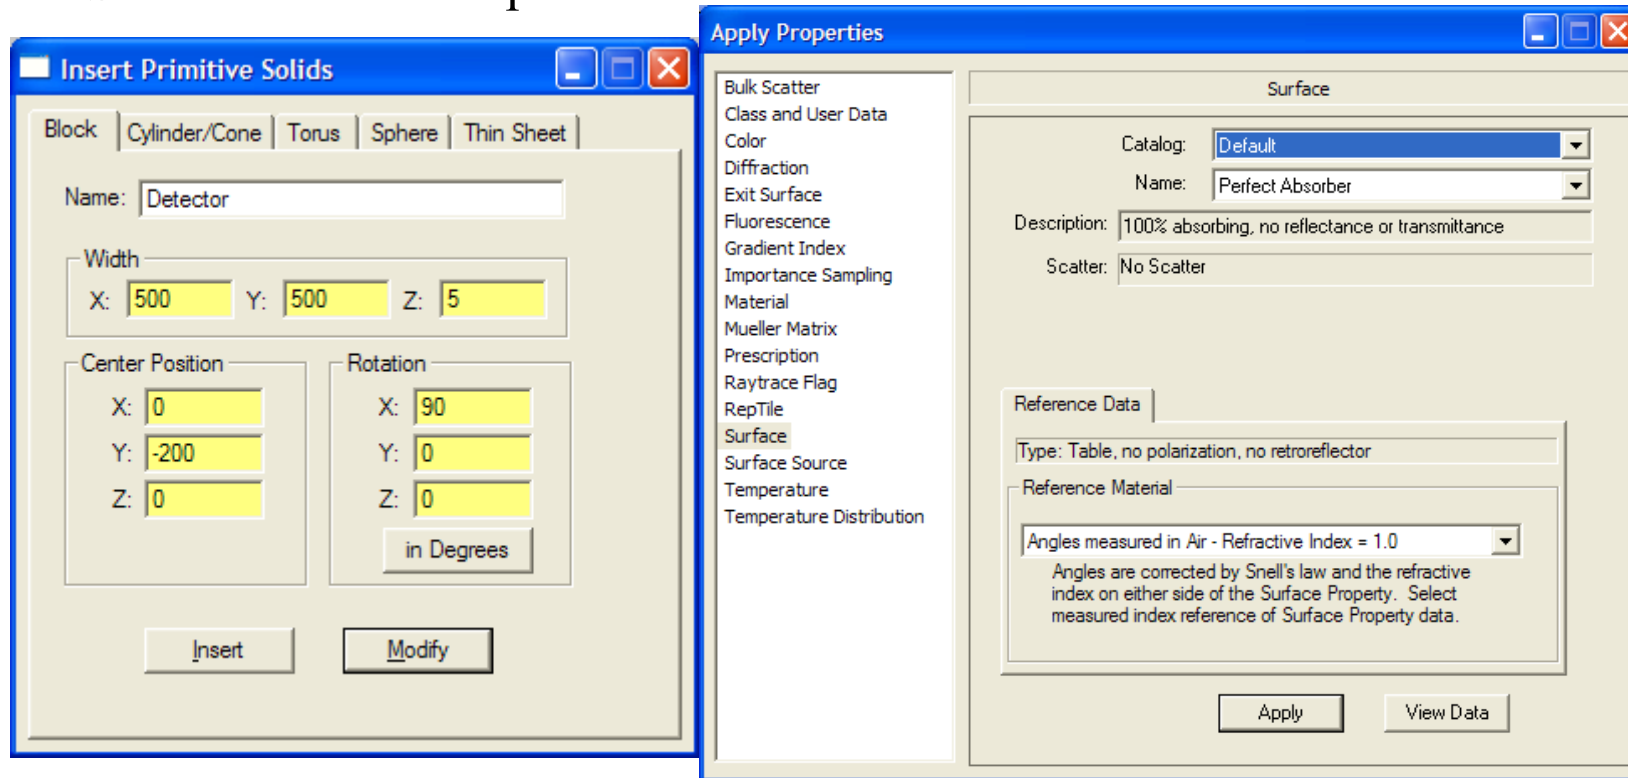 Insert Primitive Solids
Block Cylinder/Cone Torus Sphere Thin Sheet
Name: Detector
Width
X: 500 Y: 500 Z: 5
Center Position
X: 0
Y: -200
Z: 0
Rotation
X: 90
Y: 0
Z: 0
in Degrees
Insert Modify
Apply Properties
Bulk Scatter
Class and User Data
Color
Diffraction
Exit Surface
Fluorescence
Gradient Index
Importance Sampling
Material
Mueller Matrix
Prescription
Raytrace Flag
RepTile
Surface
Surface Source
Temperature
Temperature Distribution
Surface
Catalog: Default
Name: Perfect Absorber
Description: 100% absorbing, no reflectance or transmittance
Scatter: No Scatter
Reference Data
Type: Table, no polarization, no retroreflector
Reference Material
Angles measured in Air - Refractive Index = 1.0
Angles are corrected by Snell's law and the refractive
index on either side of the Surface Property. Select
measured index reference of Surface Property data.
Apply View Data